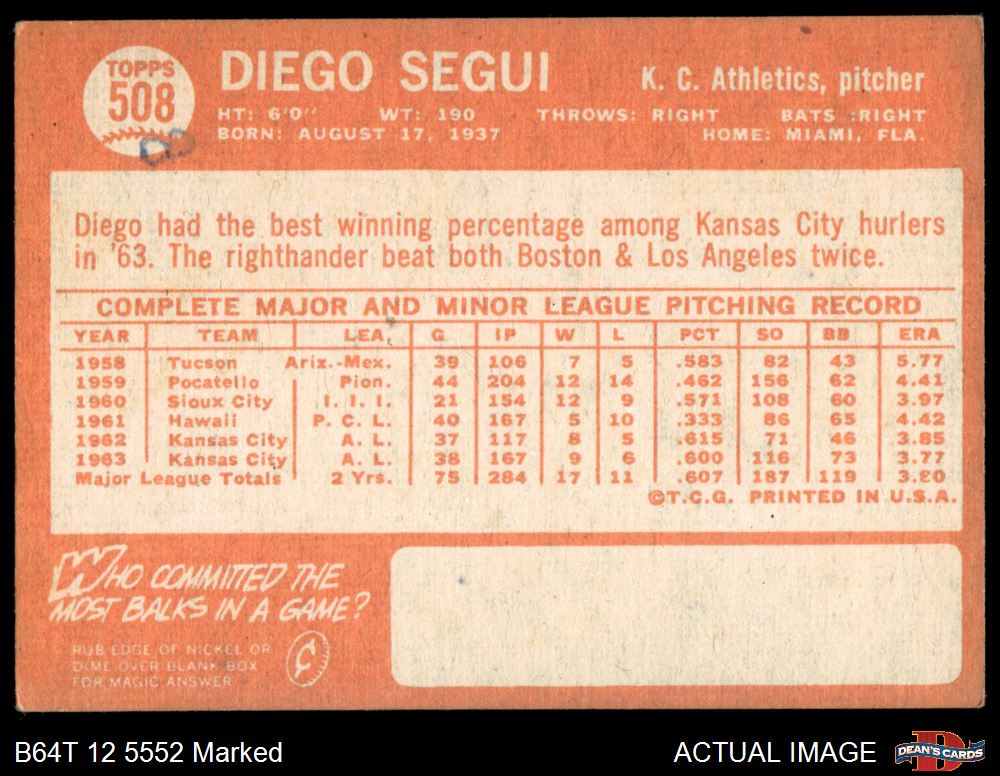 TOPPS
508
DIEGO SEGUI
K. C. Athletics, pitcher
HT: 6'0" WT: 190 THROWS: RIGHT BATS :RIGHT
BORN: AUGUST 17, 1937 HOME: MIAMI, FLA.
Diego had the best winning percentage among Kansas City hurlers
in '63. The righthander beat both Boston & Los Angeles twice.
COMPLETE MAJOR AND MINOR LEAGUE PITCHING RECORD
YEAR TEAM LEA. G IP W L PCT SO BB ERA
1958 Tucson Ariz.-Mex. 39 106 7 5 .583 82 43 5.77
1959 Pocatello Pion. 44 204 12 14 .462 156 62 4.41
1960 Sioux City I. I. I. 21 154 12 9 .571 108 60 3.97
1961 Hawaii P. C. L. 40 167 5 10 .333 86 65 4.42
1962 Kansas City A. L. 37 117 8 5 .615 71 46 3.85
1963 Kansas City A. L. 38 167 9 6 .600 116 73 3.77
Major League Totals 2 Yrs. 75 284 17 11 .607 187 119 3.80
©T.C.G. PRINTED IN U.S.A.
WHO COMMITTED THE
MOST BALKS IN A GAME?
RUB EDGE OF NICKEL OR
DIME OVER BLANK BOX
FOR MAGIC ANSWER
¢
B64T 12 5552 Marked
ACTUAL IMAGE
DEAN'S CARDS